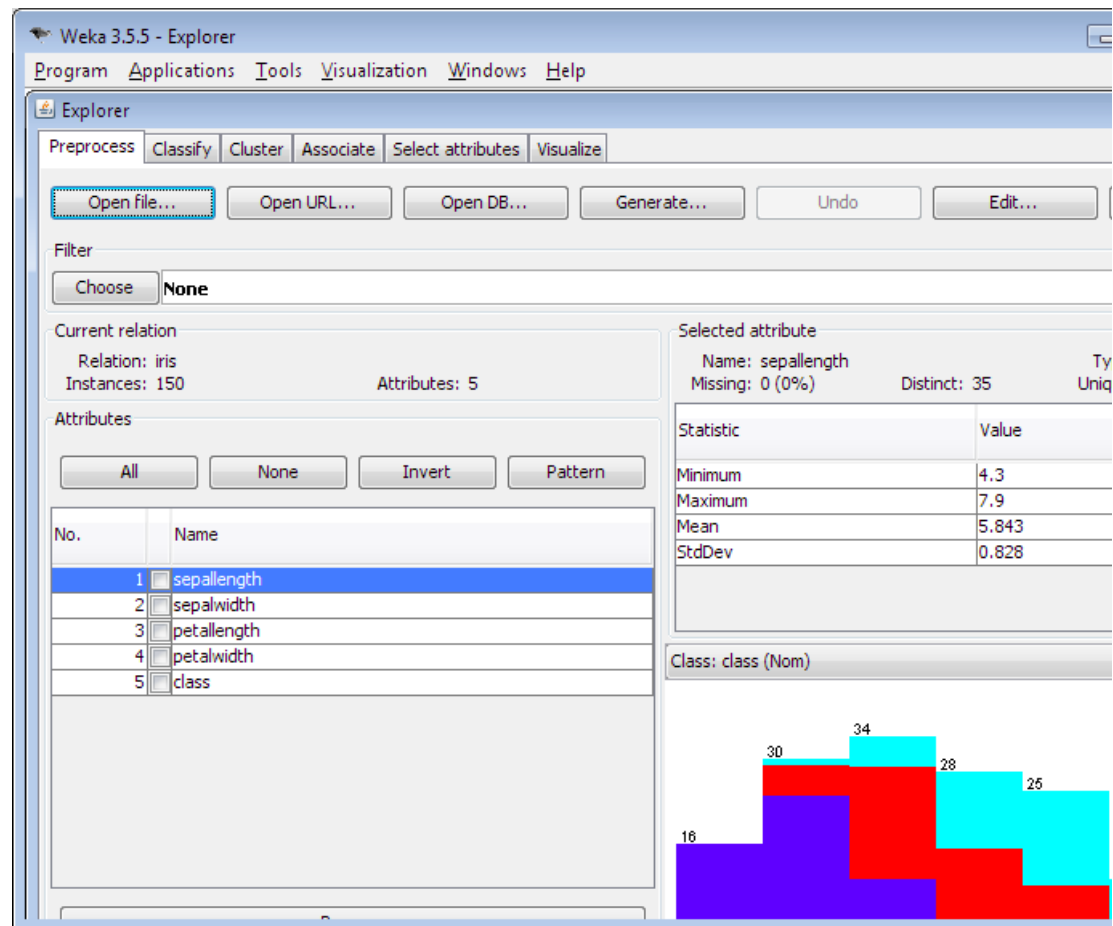 Weka 3.5.5 - Explorer
Program Applications Tools Visualization Windows Help
Explorer
Preprocess Classify Cluster Associate Select attributes Visualize
Open file... Open URL... Open DB... Generate... Undo Edit...
Filter
Choose None
Current relation
Relation: iris
Instances: 150 Attributes: 5
Attributes
All None Invert Pattern
No. Name
1 sepallength
2 sepalwidth
3 petallength
4 petalwidth
5 class
Selected attribute
Name: sepallength Ty
Missing: 0 (0%) Distinct: 35 Uniq
Statistic Value
Minimum 4.3
Maximum 7.9
Mean 5.843
StdDev 0.828
Class: class (Nom)
16
30
34
28
25